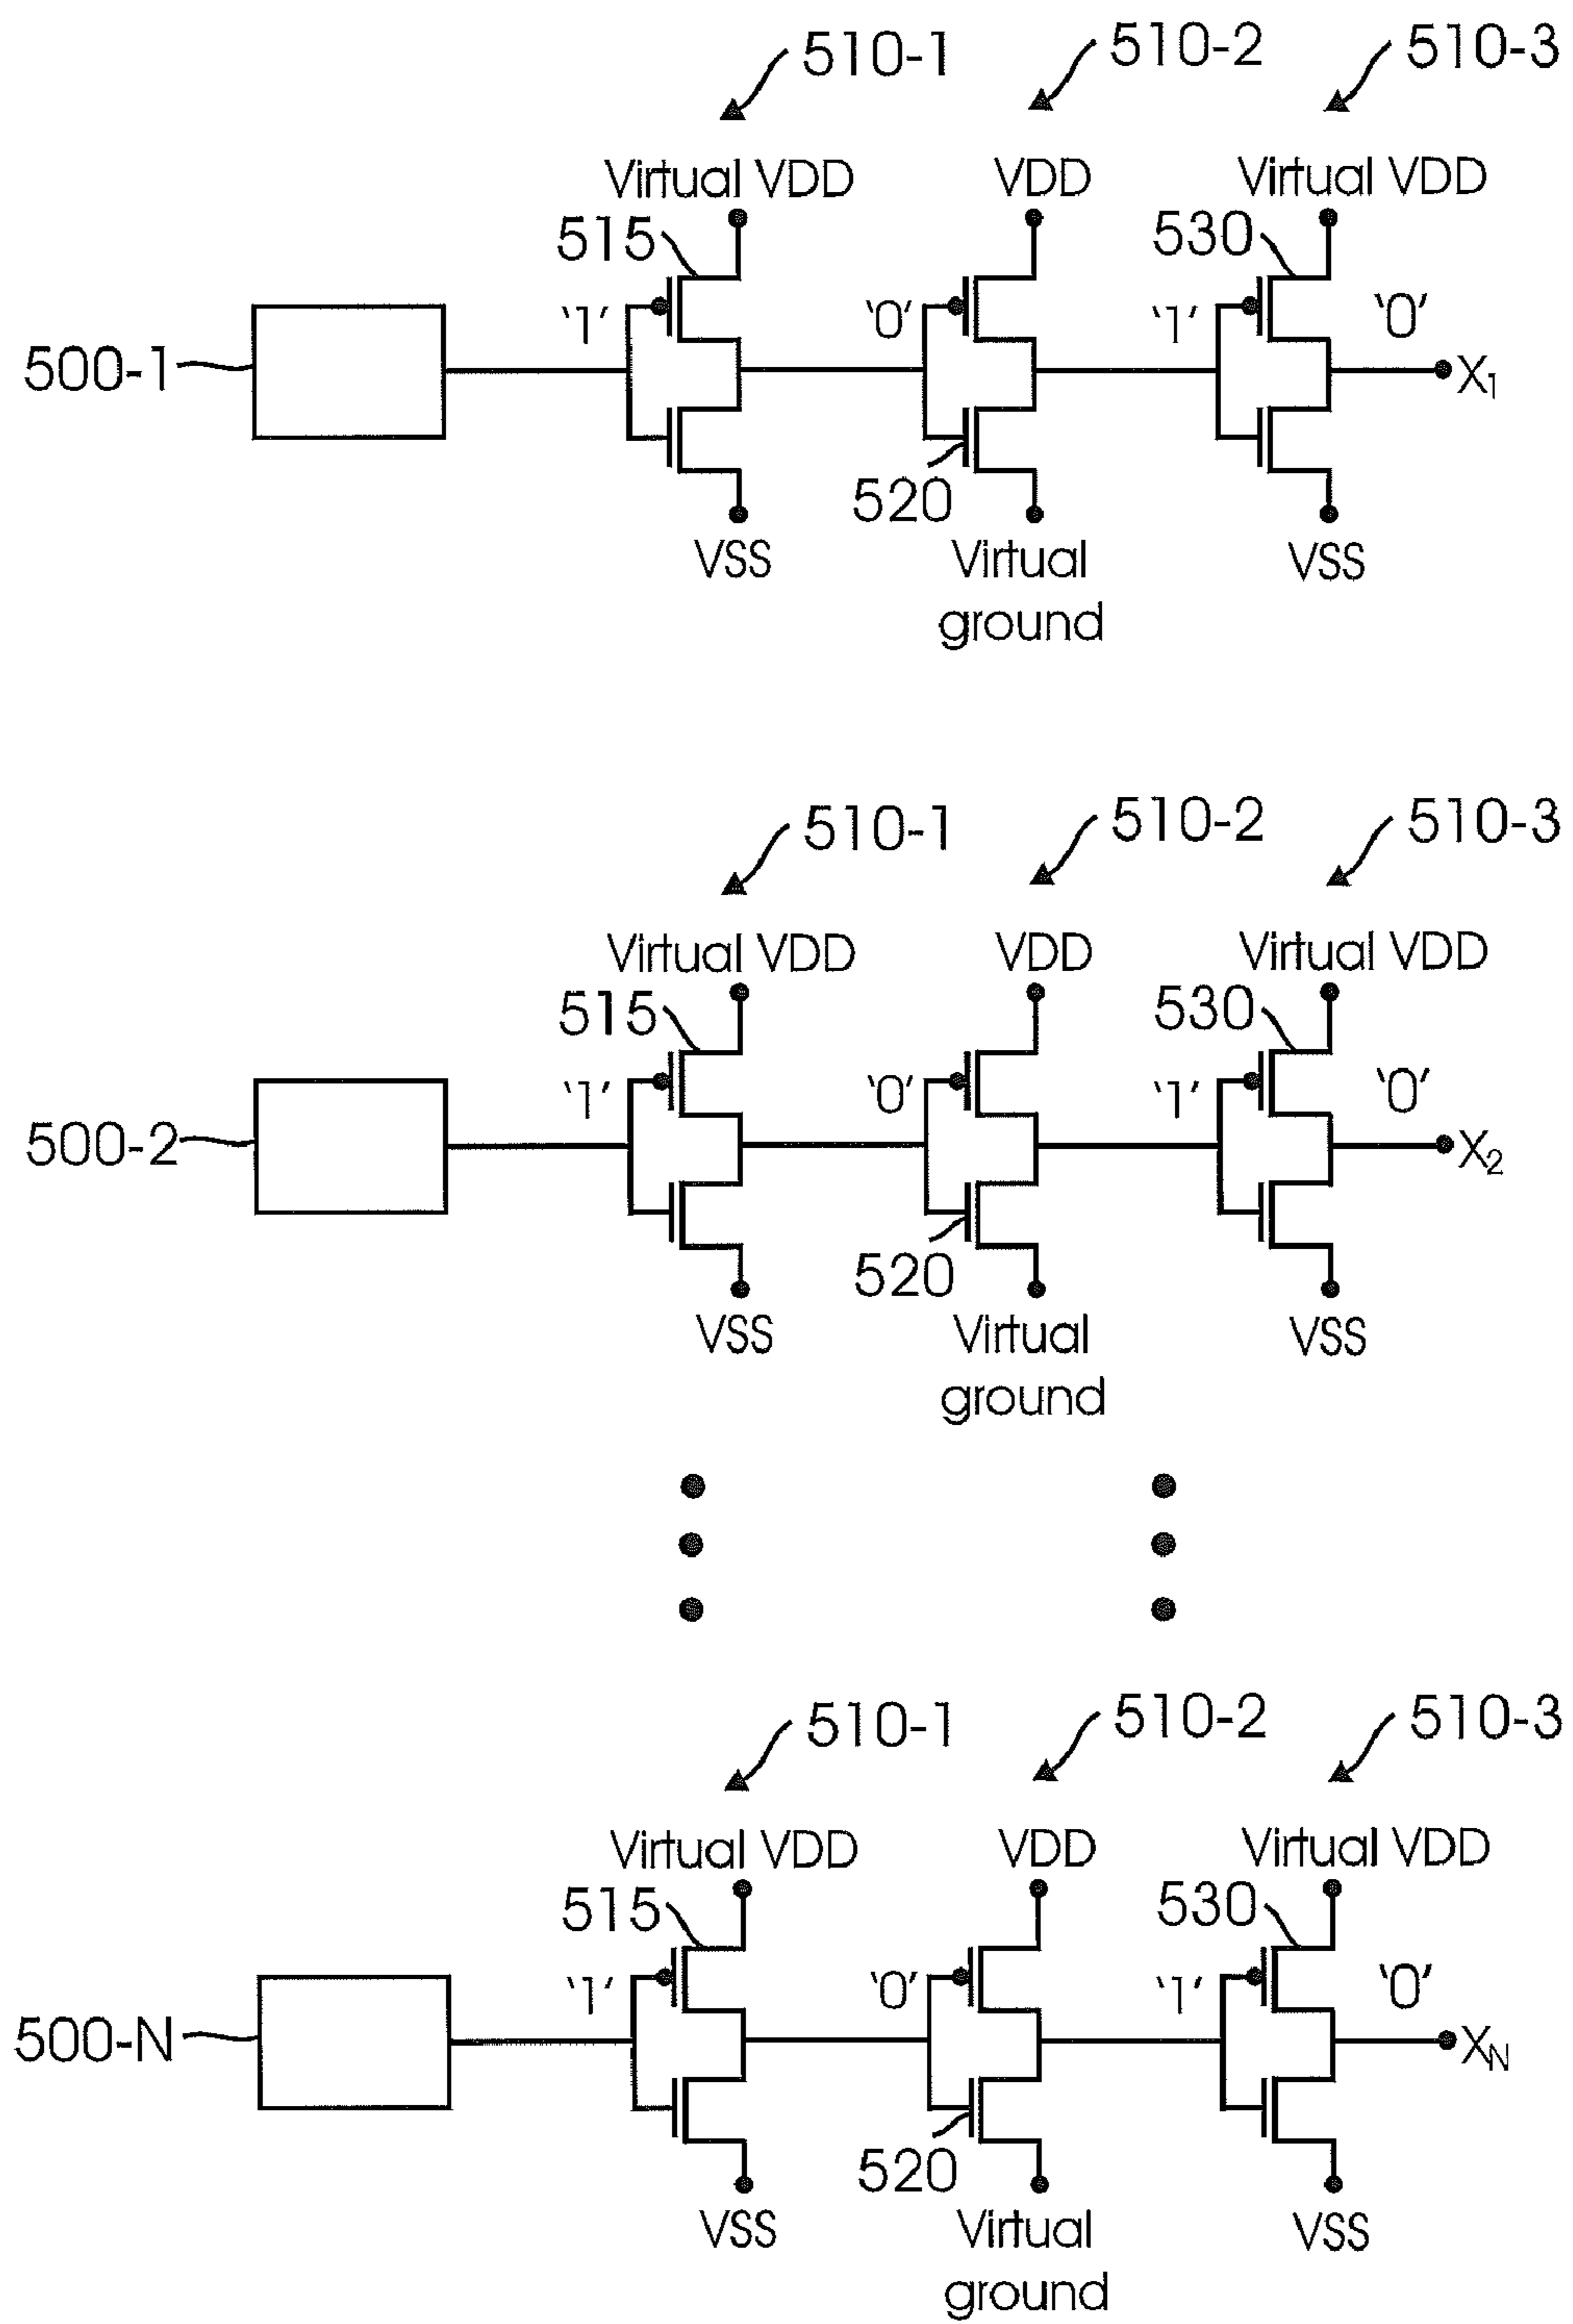 510-1 510-2 510-3
Virtual VDD VDD Virtual VDD
515 530
'1' '0' '1' '0'
500-1 X1
520
VSS Virtual ground VSS
510-1 510-2 510-3
Virtual VDD VDD Virtual VDD
515 530
'1' '0' '1' '0'
500-2 X2
520
VSS Virtual ground VSS
510-1 510-2 510-3
Virtual VDD VDD Virtual VDD
515 530
'1' '0' '1' '0'
500-N XN
520
VSS Virtual ground VSS